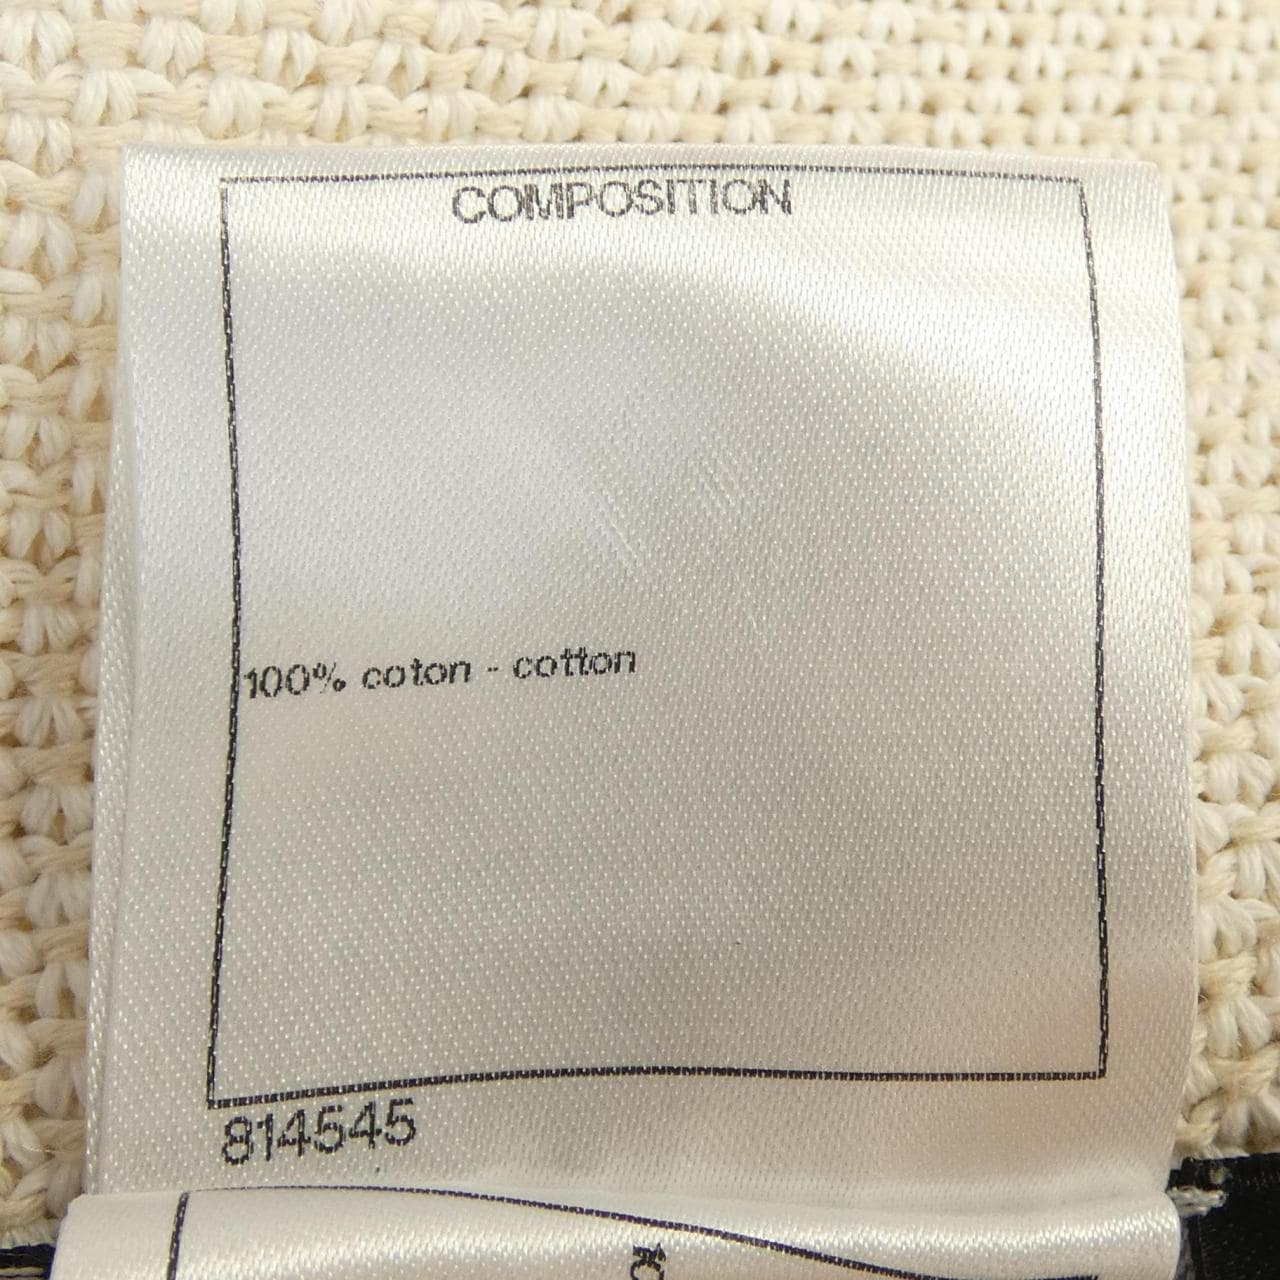 COMPOSITION
100% coton - cotton
814545